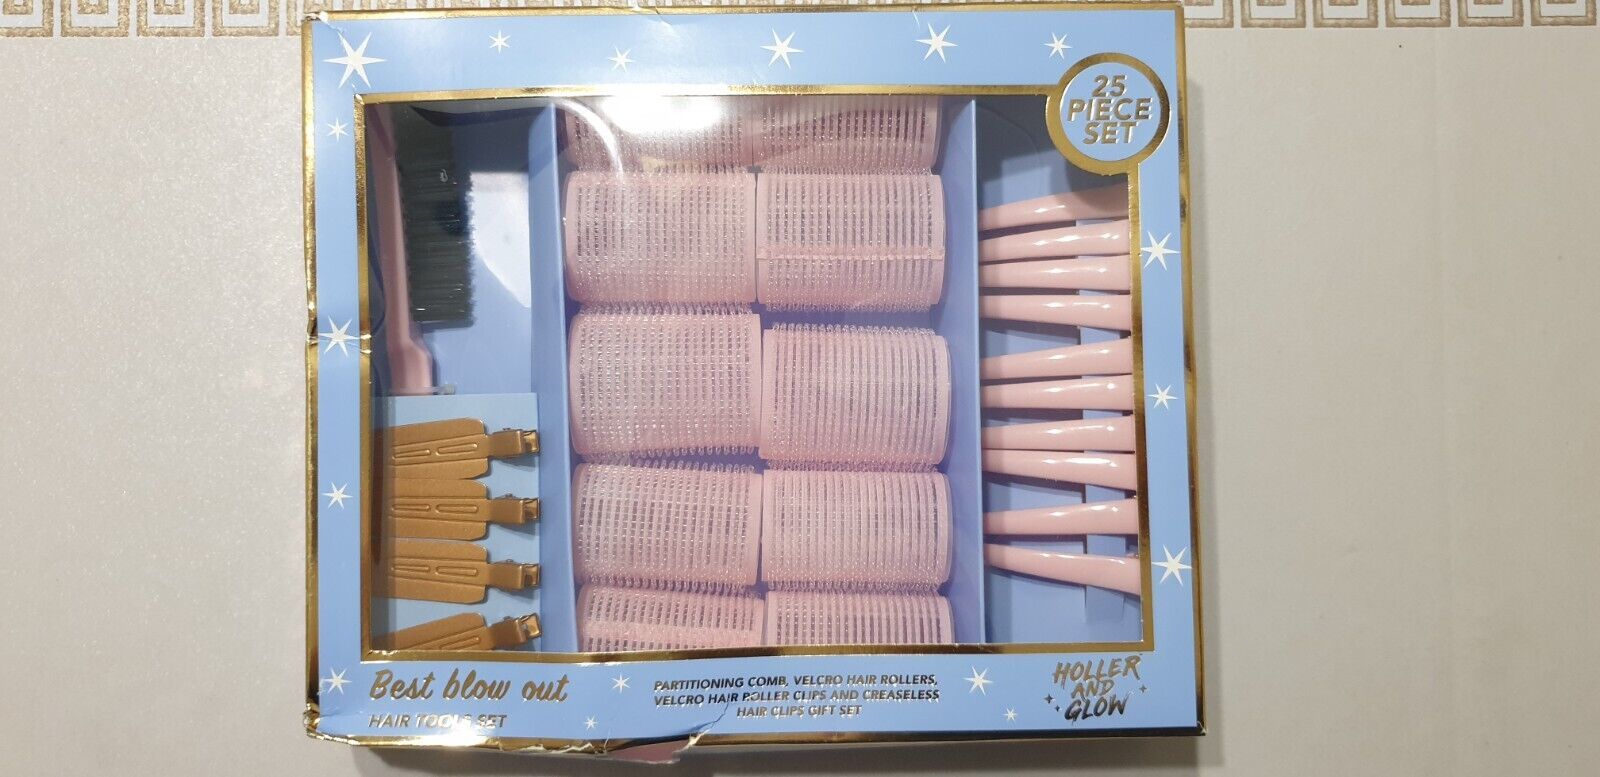 25
PIECE
SET
Best blow out
HAIR TOOLS SET
PARTITIONING COMB, VELCRO HAIR ROLLERS,
VELCRO HAIR ROLLER CLIPS AND CREASELESS
HAIR CLIPS GIFT SET
HOLLER
AND
GLOW